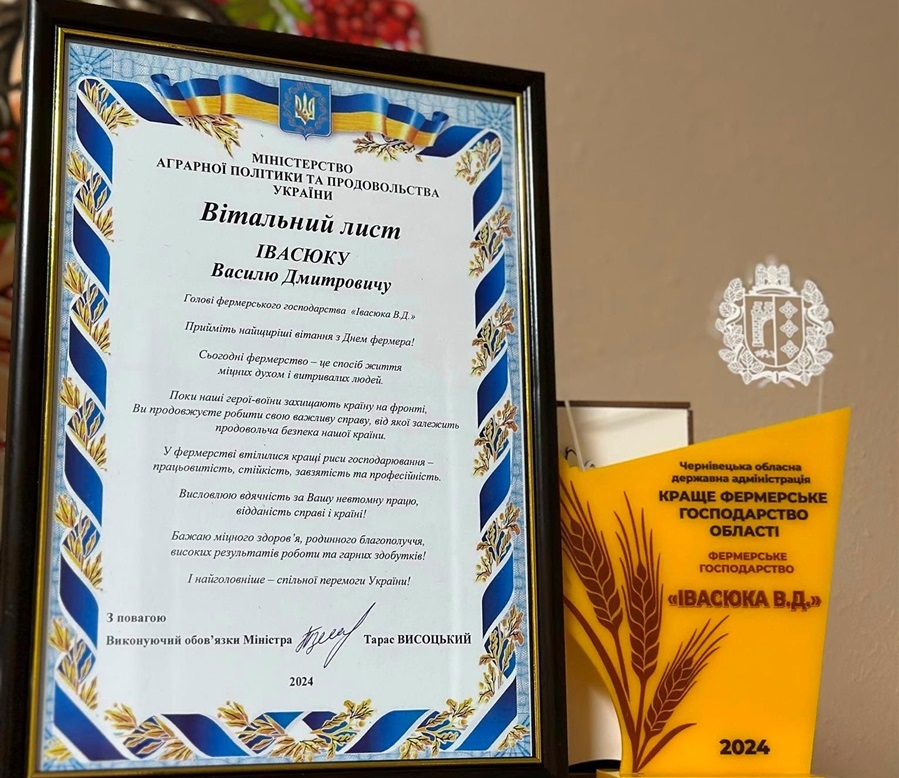 МІНІСТЕРСТВО
АГРАРНОЇ ПОЛІТИКИ ТА ПРОДОВОЛЬСТВА
УКРАЇНИ
Вітальний лист
ІВАСЮКУ
Василю Дмитровичу
Голові фермерського господарства «Івасюка В.Д.»
Прийміть найщиріші вітання з Днем фермера!
Сьогодні фермерство – це спосіб життя
міцних духом і витривалих людей.
Поки наші герої-воїни захищають країну на фронті,
Ви продовжуєте робити свою важливу справу, від якої залежить
продовольча безпека нашої країни.
У фермерстві втілилися кращі риси господарювання –
працьовитість, стійкість, завзятість та професійність.
Висловлюю вдячність за Вашу невтомну працю,
відданість справі і країні!
Бажаю міцного здоров’я, родинного благополуччя,
високих результатів роботи та гарних здобутків!
І найголовніше – спільної перемоги України!
З повагою
Виконуючий обов’язки Міністра Тарас ВИСОЦЬКИЙ
2024
Чернівецька обласна
державна адміністрація
КРАЩЕ ФЕРМЕРСЬКЕ
ГОСПОДАРСТВО
ОБЛАСТІ
ФЕРМЕРСЬКЕ
ГОСПОДАРСТВО
«ІВАСЮКА В.Д.»
2024